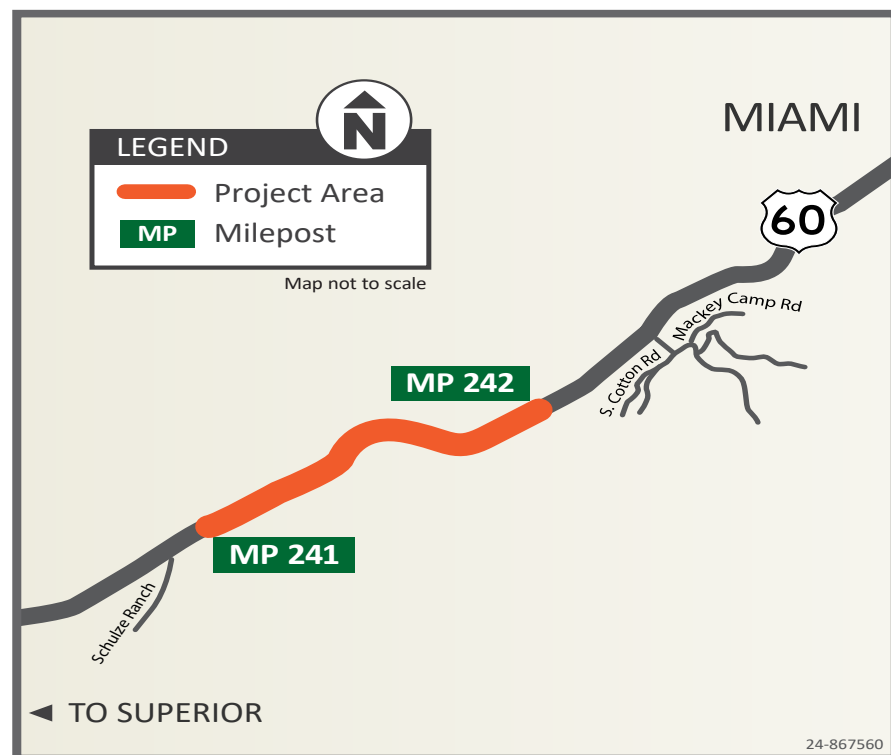 MIAMI
N
LEGEND
Project Area
MP Milepost
Map not to scale
60
Mackey Camp Rd
S. Cotton Rd
MP 242
MP 241
Schulze Ranch
TO SUPERIOR
24-867560